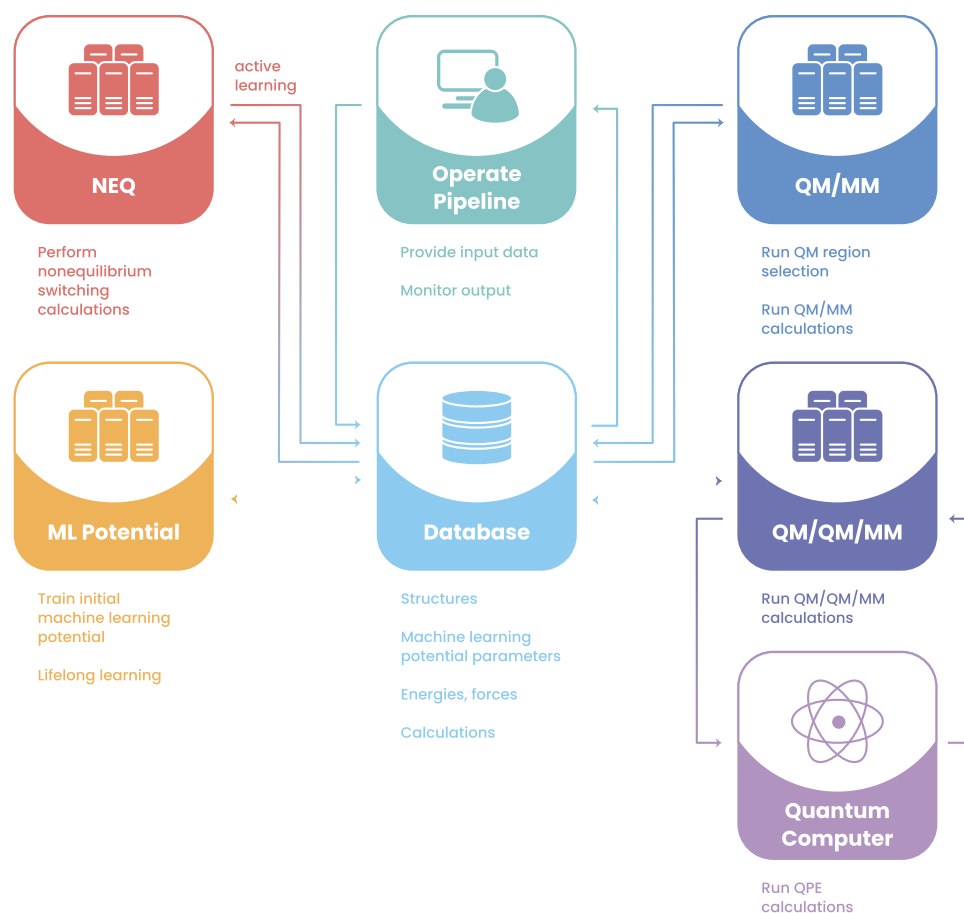 active
learning
NEQ
Perform
nonequilibrium
switching
calculations
Operate
Pipeline
Provide input data
Monitor output
QM/MM
Run QM region
selection
Run QM/MM
calculations
ML Potential
Train initial
machine learning
potential
Lifelong learning
Database
Structures
Machine learning
potential parameters
Energies, forces
Calculations
QM/QM/MM
Run QM/QM/MM
calculations
Quantum
Computer
Run QPE
calculations